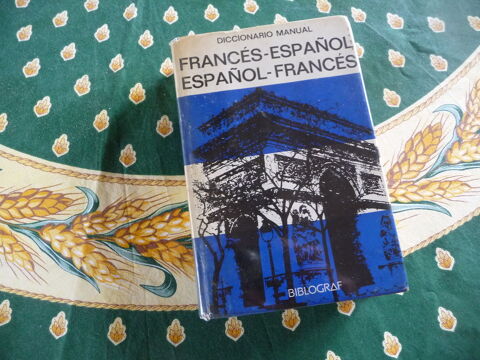 DICCIONARIO MANUAL
FRANCÉS-ESPAÑOL
ESPAÑOL-FRANCÉS
BIBLOGRAF